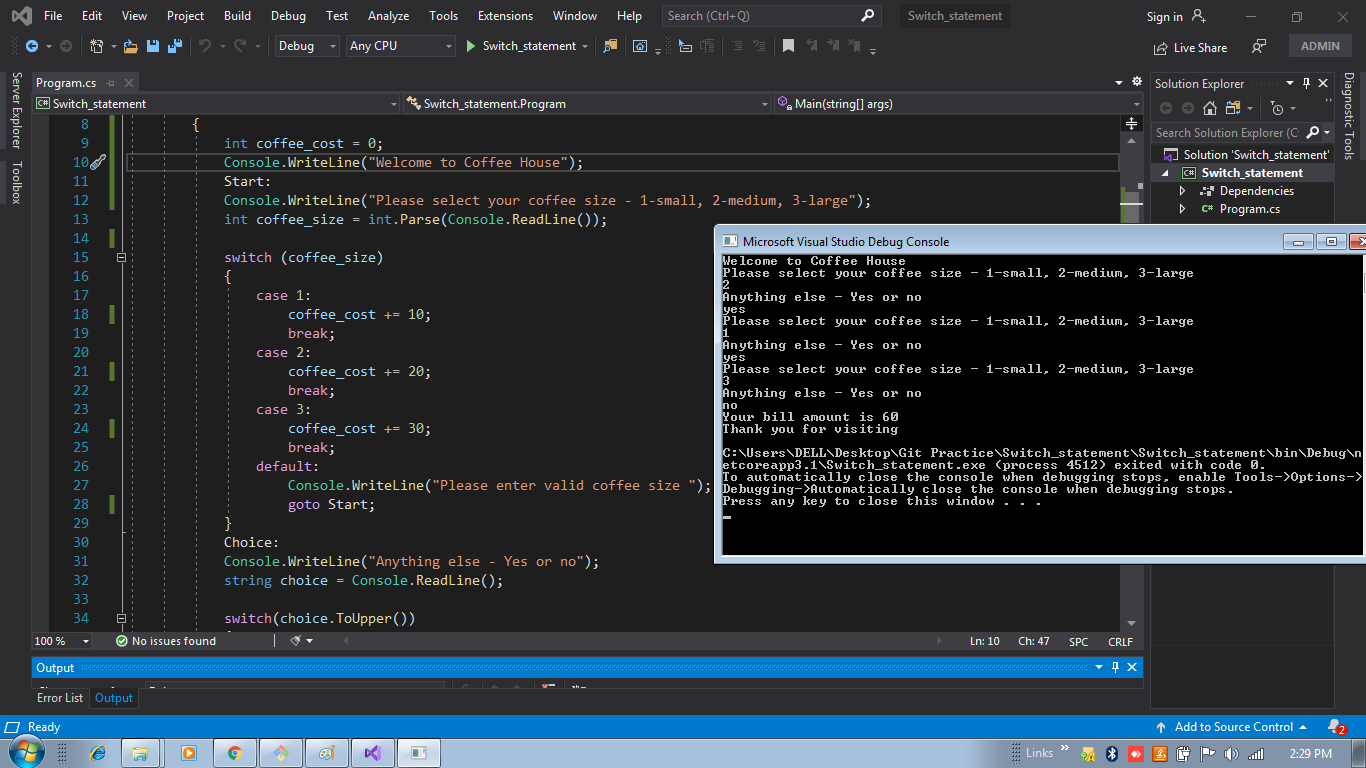 File Edit View Project Build Debug Test Analyze Tools Extensions Window Help Search (Ctrl+Q) Switch_statement Sign in
Debug Any CPU Switch_statement Live Share ADMIN
Server Explorer
Toolbox
Program.cs
Switch_statement Switch_statement.Program Main(string[] args)
8 {
9 int coffee_cost = 0;
10 Console.WriteLine("Welcome to Coffee House");
11 Start:
12 Console.WriteLine("Please select your coffee size - 1-small, 2-medium, 3-large");
13 int coffee_size = int.Parse(Console.ReadLine());
14
15 switch (coffee_size)
16 {
17 case 1:
18 coffee_cost += 10;
19 break;
20 case 2:
21 coffee_cost += 20;
22 break;
23 case 3:
24 coffee_cost += 30;
25 break;
26 default:
27 Console.WriteLine("Please enter valid coffee size ");
28 goto Start;
29 }
30 Choice:
31 Console.WriteLine("Anything else - Yes or no");
32 string choice = Console.ReadLine();
33
34 switch(choice.ToUpper())
100 % No issues found Ln: 10 Ch: 47 SPC CRLF
Solution Explorer
Search Solution Explorer (C
Solution 'Switch_statement'
Switch_statement
Dependencies
Program.cs
Diagnostic Tools
Microsoft Visual Studio Debug Console
Welcome to Coffee House
Please select your coffee size - 1-small, 2-medium, 3-large
2
Anything else - Yes or no
yes
Please select your coffee size - 1-small, 2-medium, 3-large
1
Anything else - Yes or no
yes
Please select your coffee size - 1-small, 2-medium, 3-large
3
Anything else - Yes or no
no
Your bill amount is 60
Thank you for visiting
C:\Users\DELL\Desktop\Git Practice\Switch_statement\Switch_statement\bin\Debug\n
etcoreapp3.1\Switch_statement.exe (process 4512) exited with code 0.
To automatically close the console when debugging stops, enable Tools->Options->
Debugging->Automatically close the console when debugging stops.
Press any key to close this window . . .
Output
Error List Output
Ready Add to Source Control 2
Links 2:29 PM